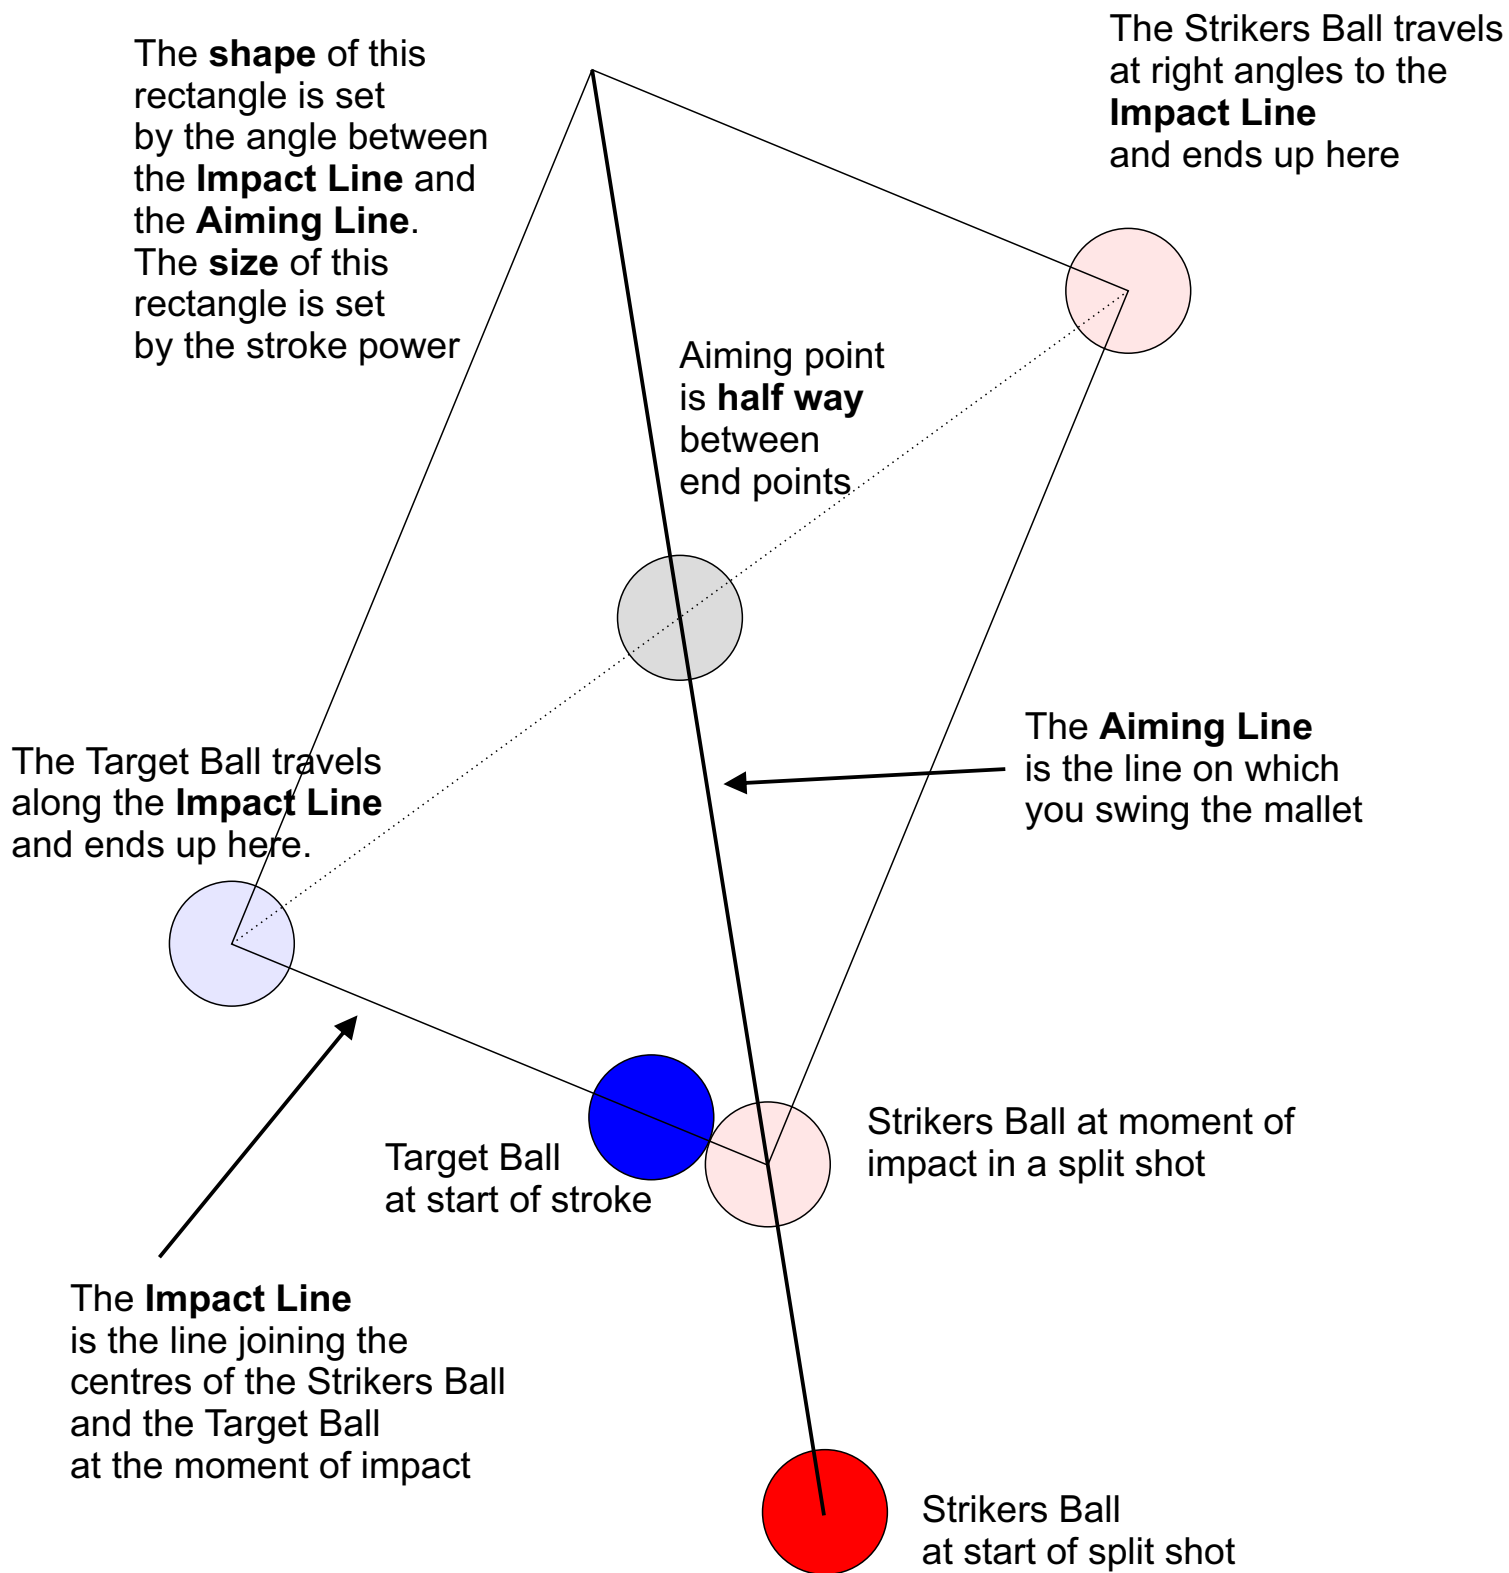 The shape of this
rectangle is set
by the angle between
the Impact Line and
the Aiming Line.
The size of this
rectangle is set
by the stroke power
The Strikers Ball travels
at right angles to the
Impact Line
and ends up here
Aiming point
is half way
between
end points
The Aiming Line
is the line on which
you swing the mallet
The Target Ball travels
along the Impact Line
and ends up here.
Target Ball
at start of stroke
Strikers Ball at moment of
impact in a split shot
The Impact Line
is the line joining the
centres of the Strikers Ball
and the Target Ball
at the moment of impact
Strikers Ball
at start of split shot